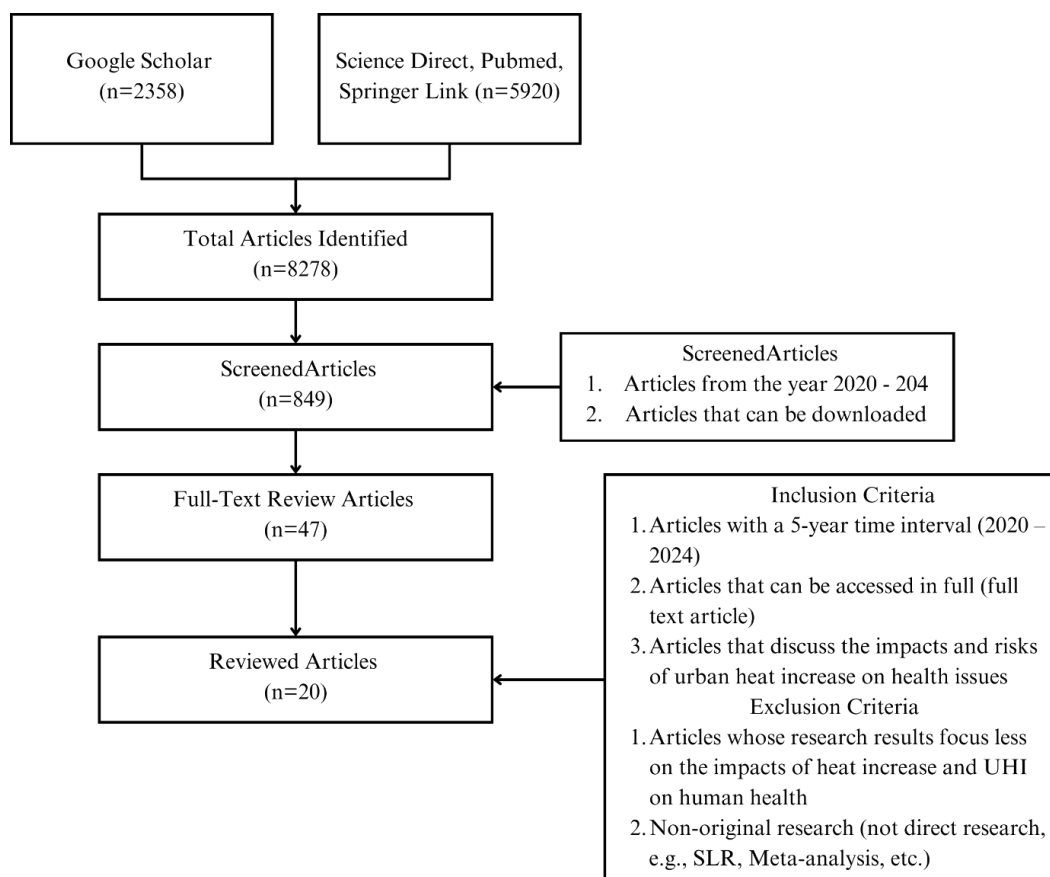 Google Scholar
(n=2358)
Science Direct, Pubmed,
Springer Link (n=5920)
Total Articles Identified
(n=8278)
ScreenedArticles
(n=849)
ScreenedArticles
1. Articles from the year 2020 - 204
2. Articles that can be downloaded
Full-Text Review Articles
(n=47)
Reviewed Articles
(n=20)
Inclusion Criteria
1. Articles with a 5-year time interval (2020 –
2024)
2. Articles that can be accessed in full (full
text article)
3. Articles that discuss the impacts and risks
of urban heat increase on health issues
Exclusion Criteria
1. Articles whose research results focus less
on the impacts of heat increase and UHI
on human health
2. Non-original research (not direct research,
e.g., SLR, Meta-analysis, etc.)